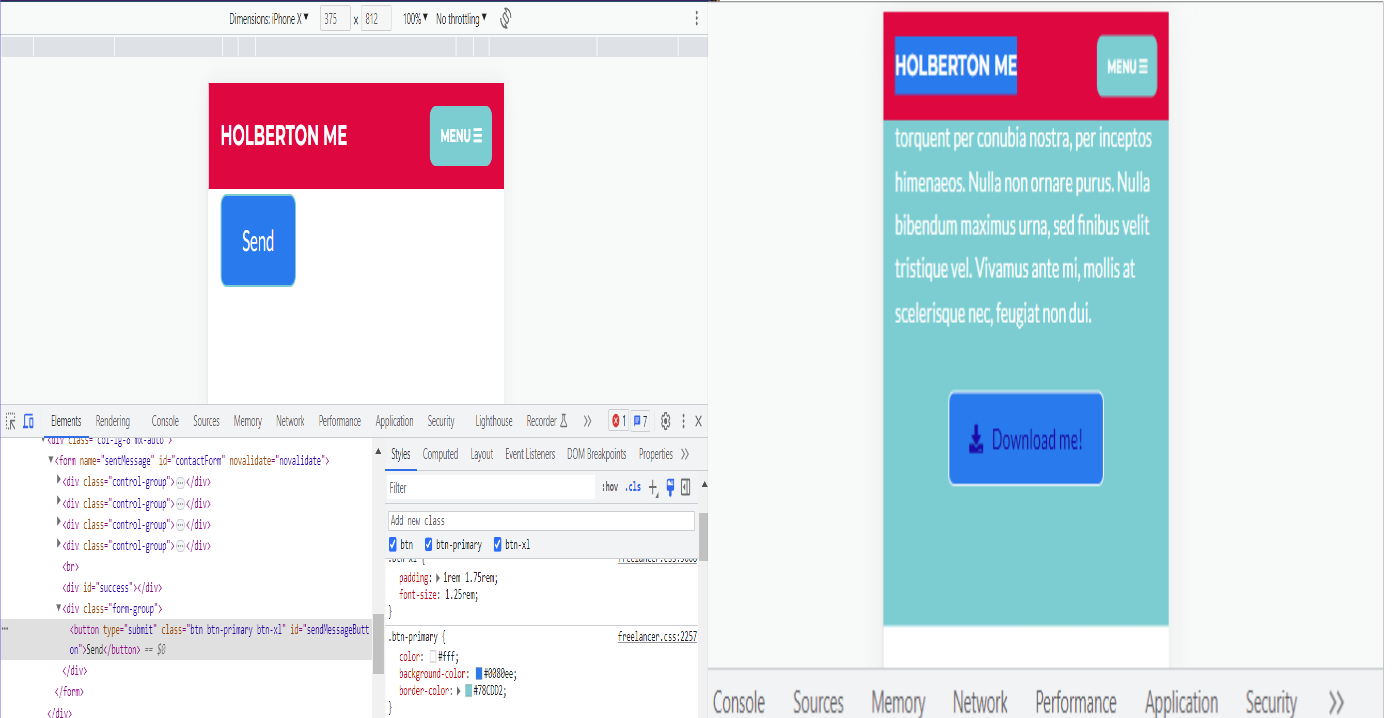 Dimensions: iPhone X ▼ 375 x 812 100% ▼ No throttling ▼
HOLBERTON ME
MENU
Send
Elements Rendering Console Sources Memory Network Performance Application Security Lighthouse Recorder 1 7
<div class="col-lg-8 mx-auto">
▼<form name="sentMessage" id="contactForm" novalidate="novalidate">
▶<div class="control-group">…</div>
▶<div class="control-group">…</div>
▶<div class="control-group">…</div>
▶<div class="control-group">…</div>
<br>
<div id="success"></div>
▼<div class="form-group">
<button type="submit" class="btn btn-primary btn-xl" id="sendMessageButt
on">Send</button> == $0
</div>
</form>
</div>
Styles Computed Layout Event Listeners DOM Breakpoints Properties
Filter :hov .cls
Add new class
btn btn-primary btn-xl
.btn-xl { freelancer.css:
padding: ▶ 1rem 1.75rem;
font-size: 1.25rem;
}
.btn-primary { freelancer.css:2257
color: #fff;
background-color: #0080ee;
border-color: ▶ #78CDD2;
}
HOLBERTON ME
MENU
torquent per conubia nostra, per inceptos
himenaeos. Nulla non ornare purus. Nulla
bibendum maximus urna, sed finibus velit
tristique vel. Vivamus ante mi, mollis at
scelerisque nec, feugiat non dui.
Download me!
Console Sources Memory Network Performance Application Security